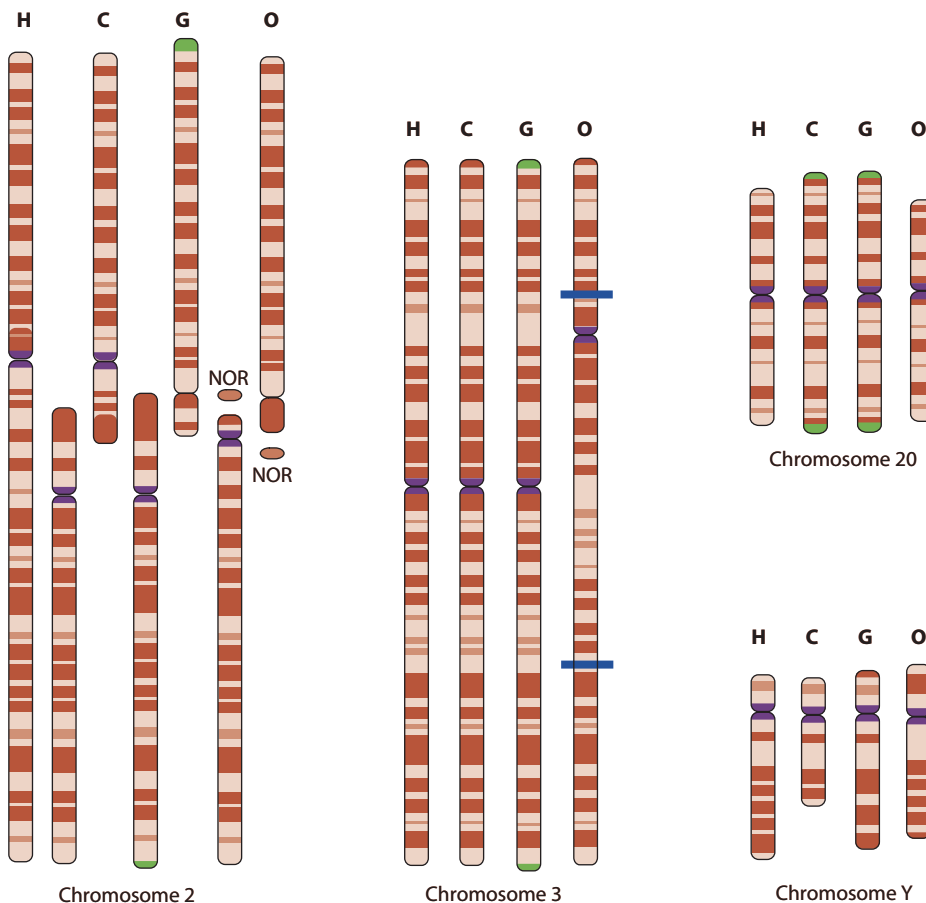 H C G O
NOR
NOR
Chromosome 2
H C G O
Chromosome 3
H C G O
Chromosome 20
H C G O
Chromosome Y